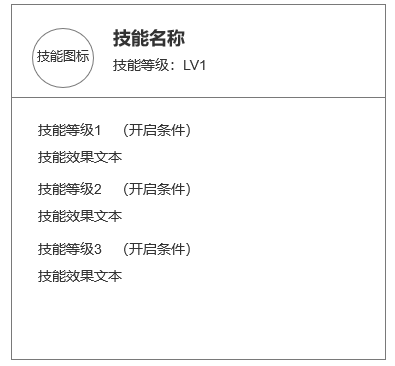 技能图标
技能名称
技能等级：LV1
技能等级1 （开启条件）
技能效果文本
技能等级2 （开启条件）
技能效果文本
技能等级3 （开启条件）
技能效果文本